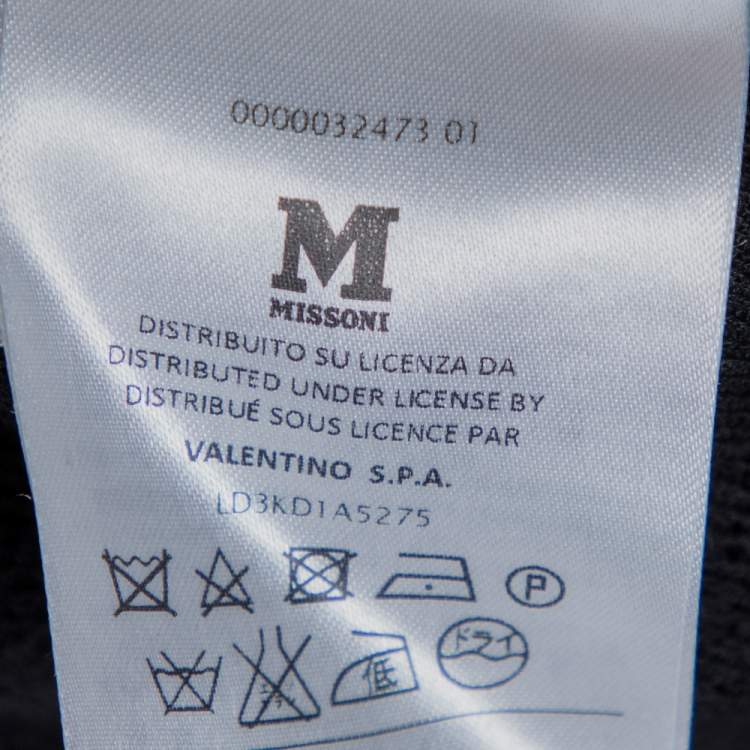 0000032473 01
M
MISSONI
DISTRIBUITO SU LICENZA DA
DISTRIBUTED UNDER LICENSE BY
DISTRIBUÉ SOUS LICENCE PAR
VALENTINO S.P.A.
LD3KD1A5275
P
ドライ
低